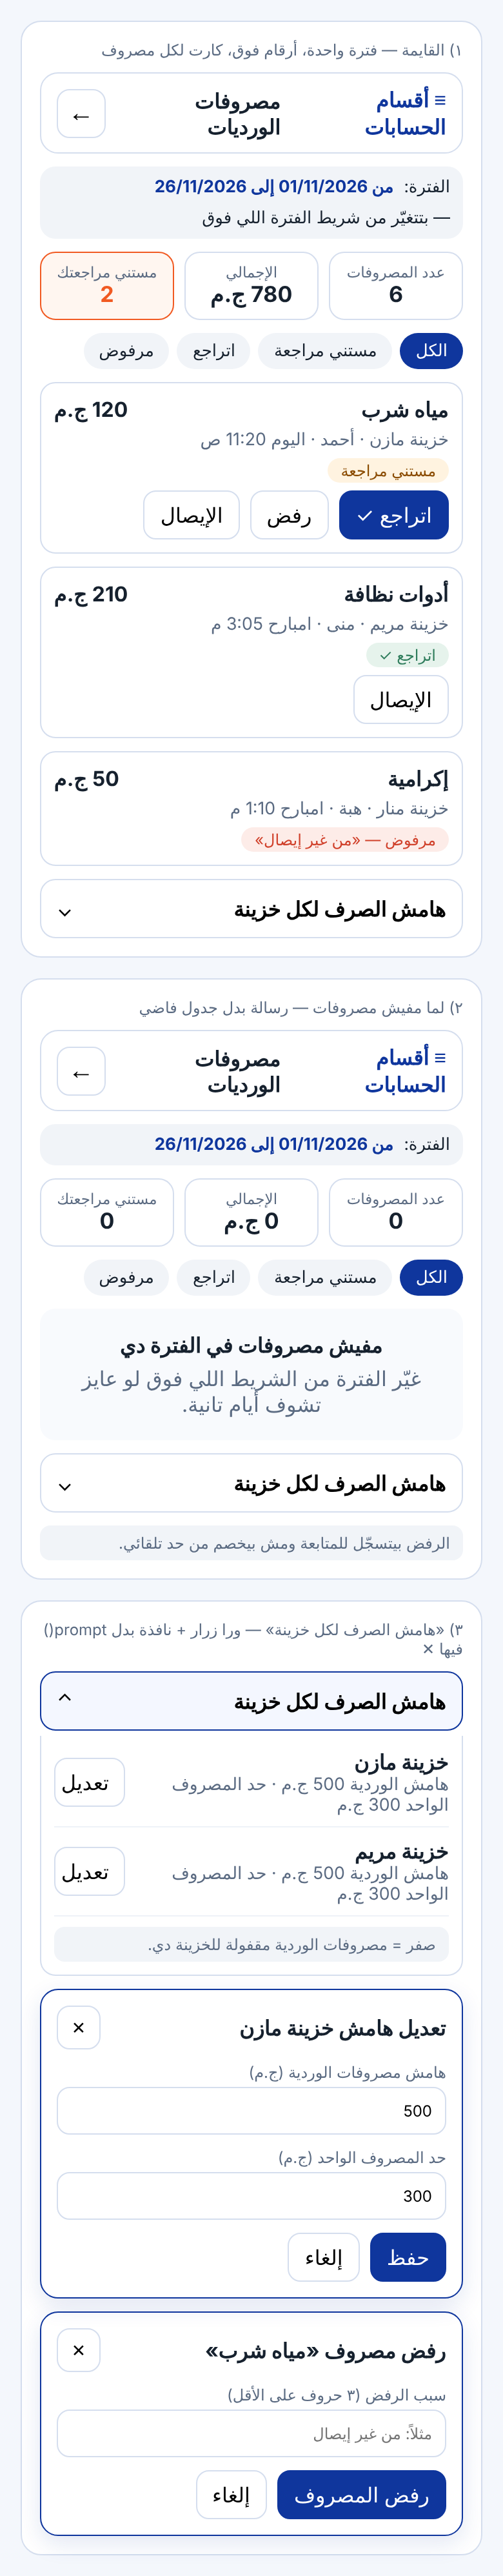 ١) القايمة — فترة واحدة، أرقام فوق، كارت لكل مصروف
≡ أقسام الحسابات
مصروفات الورديات
←
الفترة: من 01/11/2026 إلى 26/11/2026
— بتتغيّر من شريط الفترة اللي فوق
عدد المصروفات
6
الإجمالي
780 ج.م
مستني مراجعتك
2
الكل
مستني مراجعة
اتراجع
مرفوض
مياه شرب
120 ج.م
خزينة مازن · أحمد · اليوم 11:20 ص
مستني مراجعة
اتراجع ✓
رفض
الإيصال
أدوات نظافة
210 ج.م
خزينة مريم · منى · امبارح 3:05 م
اتراجع ✓
الإيصال
إكرامية
50 ج.م
خزينة منار · هبة · امبارح 1:10 م
مرفوض — «من غير إيصال»
هامش الصرف لكل خزينة
٢) لما مفيش مصروفات — رسالة بدل جدول فاضي
≡ أقسام الحسابات
مصروفات الورديات
←
الفترة: من 01/11/2026 إلى 26/11/2026
عدد المصروفات
0
الإجمالي
0 ج.م
مستني مراجعتك
0
الكل
مستني مراجعة
اتراجع
مرفوض
مفيش مصروفات في الفترة دي
غيّر الفترة من الشريط اللي فوق لو عايز
تشوف أيام تانية.
هامش الصرف لكل خزينة
الرفض بيتسجّل للمتابعة ومش بيخصم من حد تلقائي.
٣) «هامش الصرف لكل خزينة» — ورا زرار + نافذة بدل prompt()
فيها ✕
هامش الصرف لكل خزينة
خزينة مازن
هامش الوردية 500 ج.م · حد المصروف
الواحد 300 ج.م
تعديل
خزينة مريم
هامش الوردية 500 ج.م · حد المصروف
الواحد 300 ج.م
تعديل
صفر = مصروفات الوردية مقفولة للخزينة دي.
تعديل هامش خزينة مازن
✕
هامش مصروفات الوردية (ج.م)
500
حد المصروف الواحد (ج.م)
300
حفظ
إلغاء
رفض مصروف «مياه شرب»
✕
سبب الرفض (٣ حروف على الأقل)
مثلاً: من غير إيصال
رفض المصروف
إلغاء